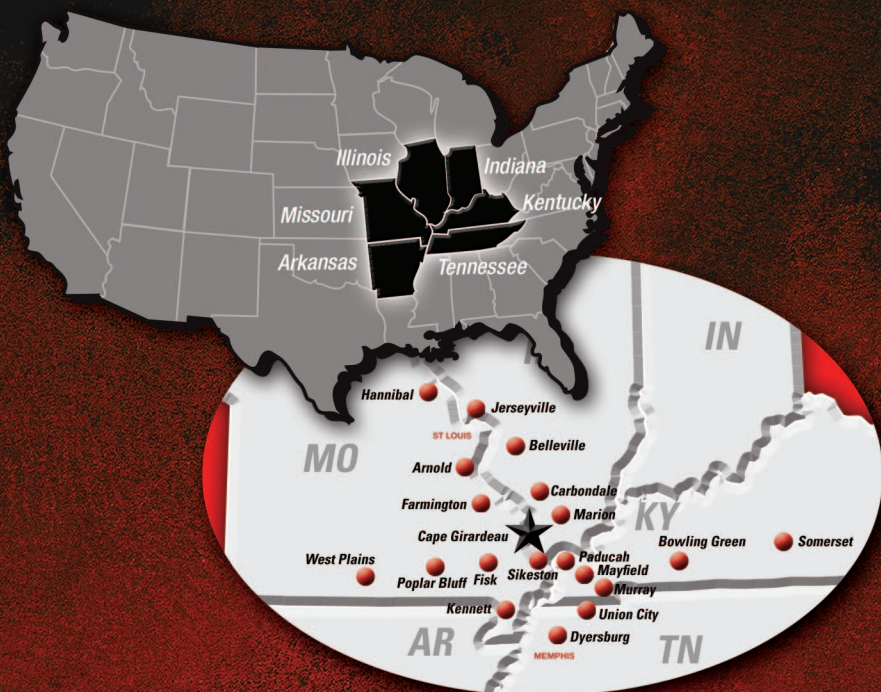 Illinois
Indiana
Missouri
Kentucky
Arkansas
Tennessee
IN
Hannibal
Jerseyville
ST LOUIS
Belleville
MO
Arnold
Carbondale
Farmington
Marion
KY
Cape Girardeau
Bowling Green
Somerset
West Plains
Paducah
Poplar Bluff
Fisk
Sikeston
Mayfield
Murray
Kennett
Union City
AR
Dyersburg
TN
MEMPHIS